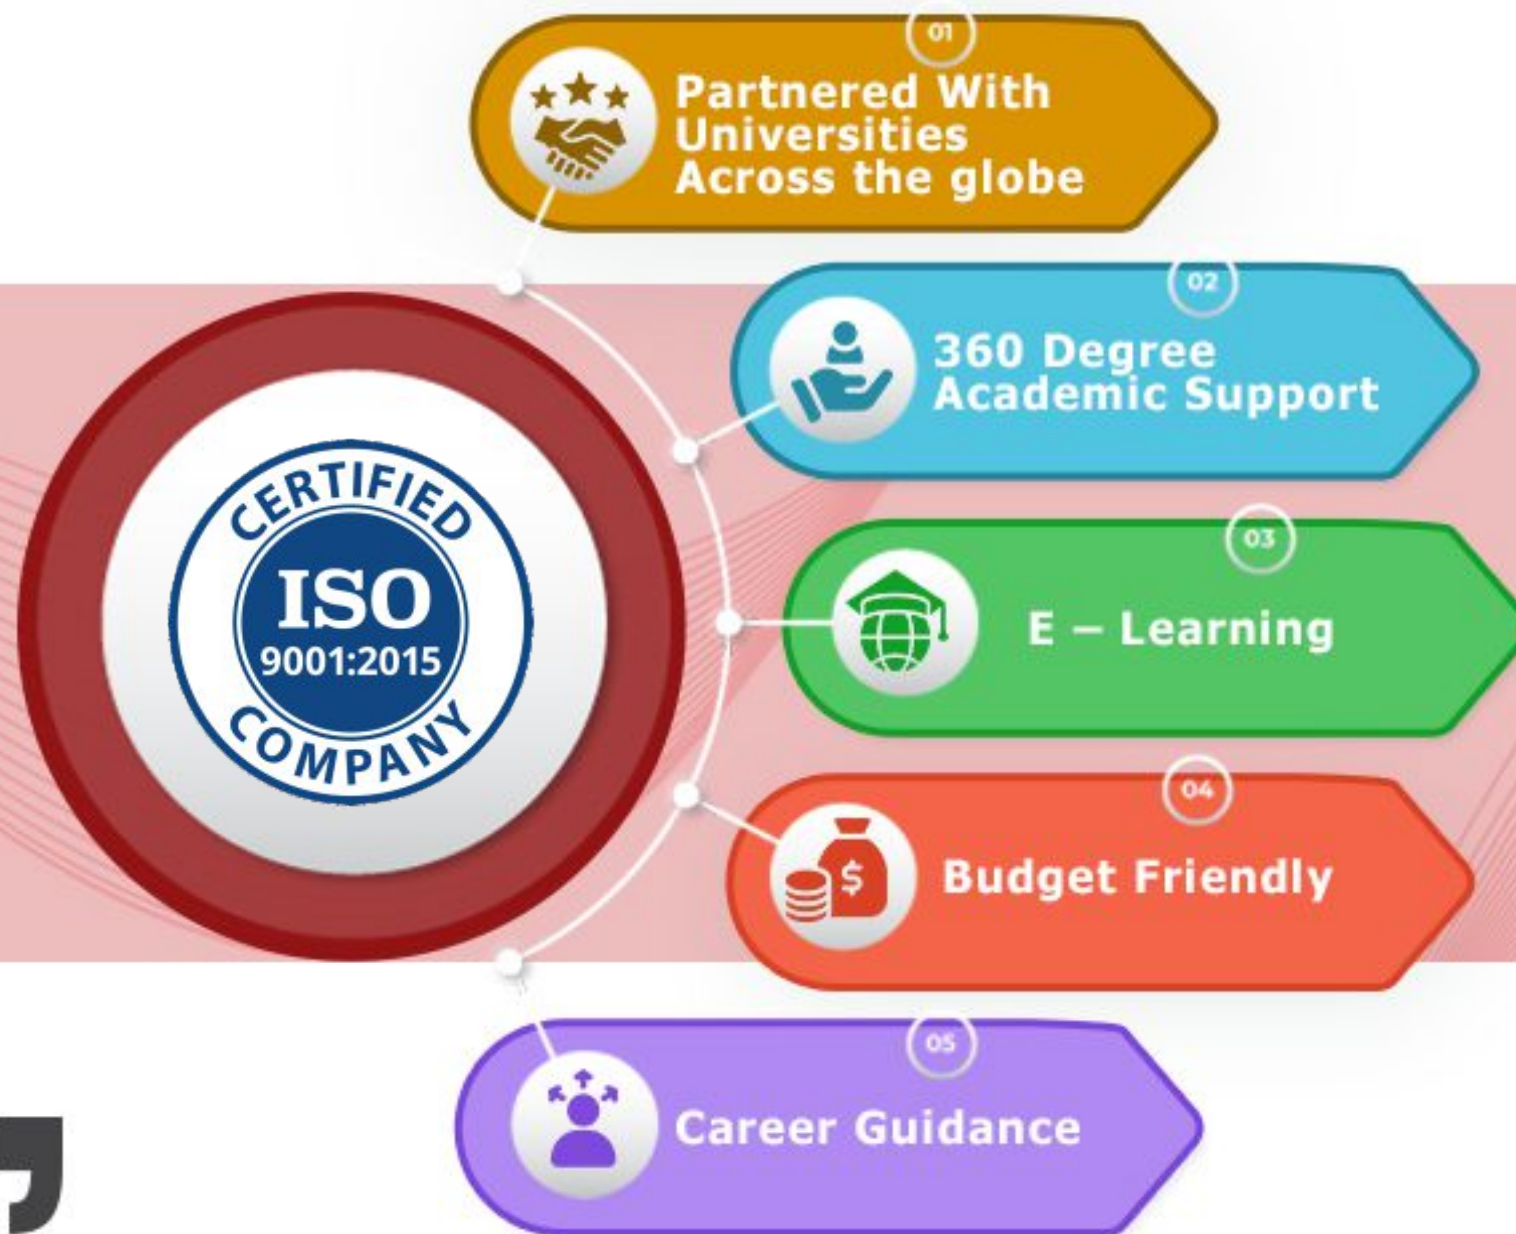 01
Partnered With
Universities
Across the globe
02
360 Degree
Academic Support
CERTIFIED
ISO
9001:2015
COMPANY
03
E – Learning
04
Budget Friendly
$
05
Career Guidance
”